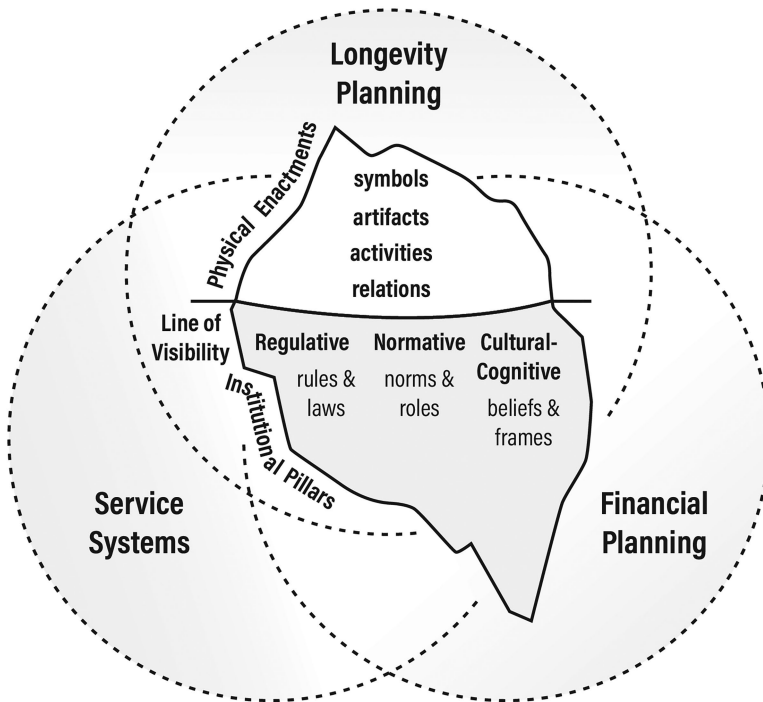 Longevity
Planning
Physical Enactments
symbols
artifacts
activities
relations
Line of
Visibility
Regulative
rules &
laws
Normative
norms &
roles
Cultural-
Cognitive
beliefs &
frames
Institutional Pillars
Service
Systems
Financial
Planning